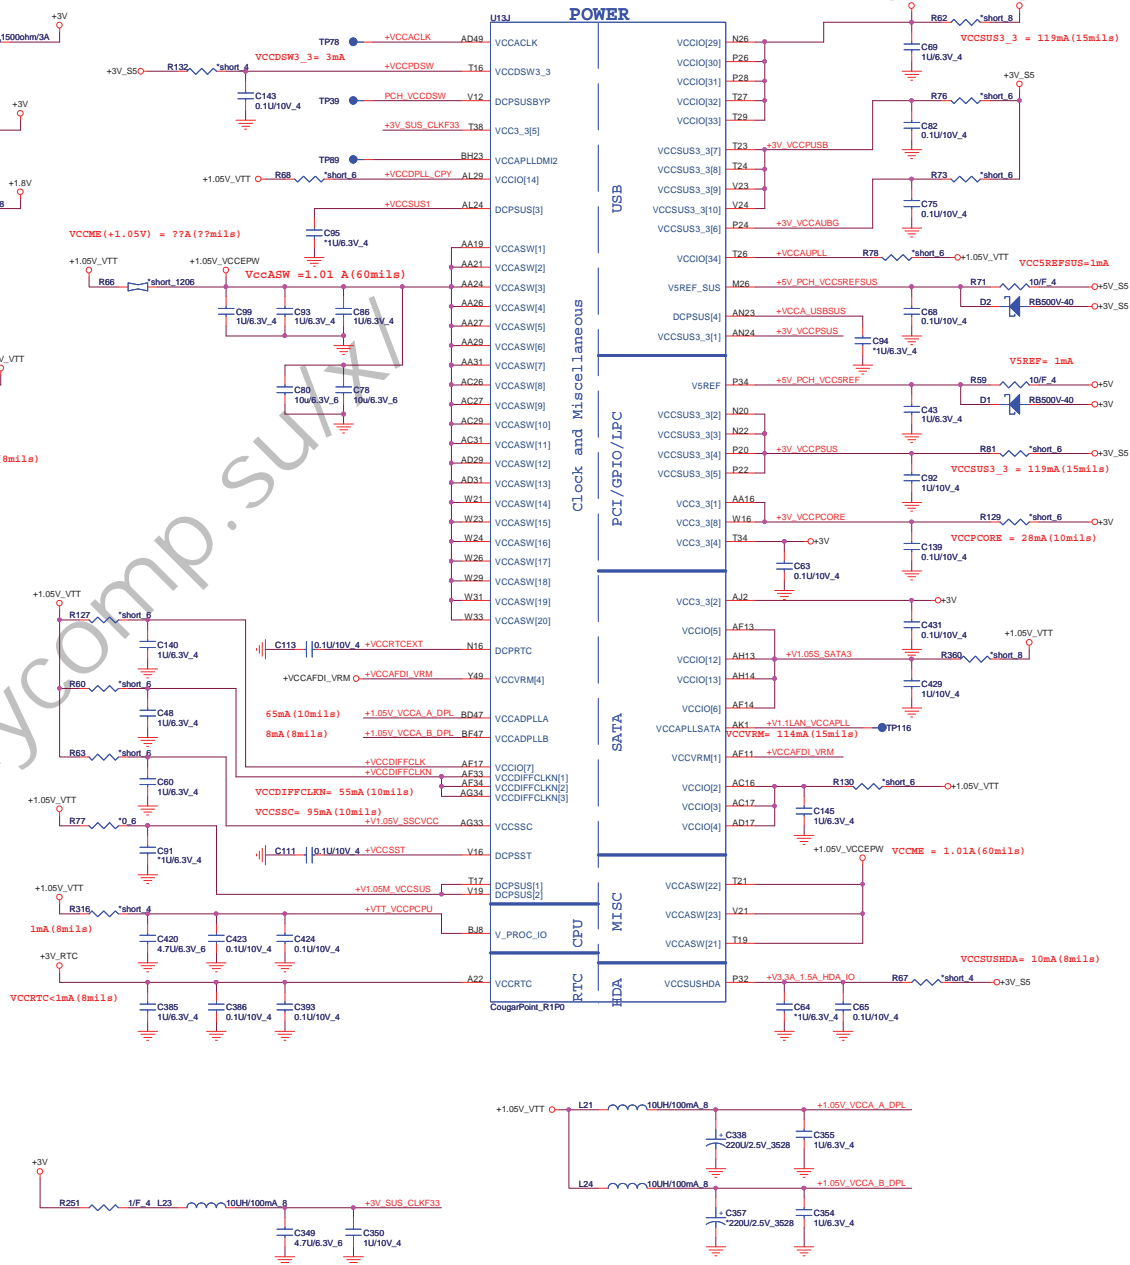 POWER
U13J
+3V
1500ohm/3A
+3V
+1.8V
8
V_VTT
8mils)
TP78
+VCCACLK
AD49
VCCACLK
VCCDSW3_3= 3mA
+3V_S5
R132
*short_4
+VCCPDSW
T16
VCCDSW3_3
C143
0.1U/10V_4
TP39
PCH_VCCDSW
V12
DCPSUSBYP
+3V_SUS_CLKF33
T38
VCC3_3[5]
TP89
BH23
VCCAPLLDMI2
+1.05V_VTT
R68
*short_6
+VCCDPLL_CPY
AL29
VCCIO[14]
+VCCSUS1
AL24
DCPSUS[3]
C95
*1U/6.3V_4
VCCME(+1.05V) = ??A(??mils)
+1.05V_VTT
+1.05V_VCCEPW
VccASW =1.01 A(60mils)
R66
*short_1206
C99
1U/6.3V_4
C93
1U/6.3V_4
C86
1U/6.3V_4
C80
10u/6.3V_6
C78
10u/6.3V_6
AA19
VCCASW[1]
AA21
VCCASW[2]
AA24
VCCASW[3]
AA26
VCCASW[4]
AA27
VCCASW[5]
AA29
VCCASW[6]
AA31
VCCASW[7]
AC26
VCCASW[8]
AC27
VCCASW[9]
AC29
VCCASW[10]
AC31
VCCASW[11]
AD29
VCCASW[12]
AD31
VCCASW[13]
W21
VCCASW[14]
W23
VCCASW[15]
W24
VCCASW[16]
W26
VCCASW[17]
W29
VCCASW[18]
W31
VCCASW[19]
W33
VCCASW[20]
+1.05V_VTT
R127
*short_6
C140
1U/6.3V_4
C113
0.1U/10V_4
+VCCRTCEXT
N16
DCPRTC
+VCCAFDI_VRM
+VCCAFDI_VRM
Y49
VCCVRM[4]
R60
*short_6
C48
1U/6.3V_4
65mA(10mils)
+1.05V_VCCA_A_DPL
BD47
VCCADPLLA
8mA(8mils)
+1.05V_VCCA_B_DPL
BF47
VCCADPLLB
R63
*short_6
C60
1U/6.3V_4
+VCCDIFFCLK
AF17
VCCIO[7]
+VCCDIFFCLKN
AF33
VCCDIFFCLKN[1]
AF34
VCCDIFFCLKN[2]
AG34
VCCDIFFCLKN[3]
VCCDIFFCLKN= 55mA(10mils)
VCCSSC= 95mA(10mils)
+V1.05V_SSCVCC
AG33
VCCSSC
+1.05V_VTT
R77
*0_6
C91
*1U/6.3V_4
C111
0.1U/10V_4
+VCCSST
V16
DCPSST
+V1.05M_VCCSUS
T17
DCPSUS[1]
V19
DCPSUS[2]
+1.05V_VTT
R316
*short_4
+VTT_VCCPCPU
BJ8
V_PROC_IO
1mA(8mils)
C420
4.7U/6.3V_6
C423
0.1U/10V_4
C424
0.1U/10V_4
+3V_RTC
A22
VCCRTC
VCCRTC<1mA(8mils)
C385
1U/6.3V_4
C386
0.1U/10V_4
C393
0.1U/10V_4
CougarPoint_R1P0
Clock and Miscellaneous
USB
PCI/GPIO/LPC
SATA
MISC
CPU
RTC
HDA
VCCIO[29]
N26
VCCIO[30]
P26
VCCIO[31]
P28
VCCIO[32]
T27
VCCIO[33]
T29
R62
*short_8
VCCSUS3_3 = 119mA(15mils)
C69
1U/6.3V_4
+3V_S5
R76
*short_6
C82
0.1U/10V_4
VCCSUS3_3[7]
T23
+3V_VCCPUSB
VCCSUS3_3[8]
T24
VCCSUS3_3[9]
V23
VCCSUS3_3[10]
V24
VCCSUS3_3[6]
P24
+3V_VCCAUBG
R73
*short_6
C75
0.1U/10V_4
VCCIO[34]
T26
+VCCAUPLL
R78
*short_6
+1.05V_VTT
VCC5REFSUS=1mA
V5REF_SUS
M26
+5V_PCH_VCC5REFSUS
R71
10/F_4
+5V_S5
D2
RB500V-40
+3V_S5
C68
0.1U/10V_4
DCPSUS[4]
AN23
+VCCA_USBSUS
VCCSUS3_3[1]
AN24
+3V_VCCPSUS
C94
*1U/6.3V_4
V5REF= 1mA
V5REF
P34
+5V_PCH_VCC5REF
R59
10/F_4
+5V
D1
RB500V-40
+3V
C43
1U/6.3V_4
VCCSUS3_3[2]
N20
VCCSUS3_3[3]
N22
VCCSUS3_3[4]
P20
+3V_VCCPSUS
VCCSUS3_3[5]
P22
R81
*short_6
+3V_S5
VCCSUS3_3 = 119mA(15mils)
C92
1U/10V_4
VCC3_3[1]
AA16
VCC3_3[8]
W16
+3V_VCCPCORE
R129
*short_6
+3V
VCCPCORE = 28mA(10mils)
VCC3_3[4]
T34
+3V
C63
0.1U/10V_4
C139
0.1U/10V_4
VCC3_3[2]
AJ2
+3V
C431
0.1U/10V_4
VCCIO[5]
AF13
VCCIO[12]
AH13
+V1.05S_SATA3
VCCIO[13]
AH14
VCCIO[6]
AF14
R360
*short_8
+1.05V_VTT
C429
1U/10V_4
VCCAPLLSATA
AK1
+V1.1LAN_VCCAPLL
TP116
VCCVRM= 114mA(15mils)
VCCVRM[1]
AF11
+VCCAFDI_VRM
VCCIO[2]
AC16
VCCIO[3]
AC17
VCCIO[4]
AD17
R130
*short_6
+1.05V_VTT
C145
1U/6.3V_4
+1.05V_VCCEPW
VCCME = 1.01A(60mils)
VCCASW[22]
T21
VCCASW[23]
V21
VCCASW[21]
T19
VCCSUSHDA= 10mA(8mils)
VCCSUSHDA
P32
+V3.3A_1.5A_HDA_IO
R67
*short_4
+3V_S5
C64
*1U/6.3V_4
C65
0.1U/10V_4
+1.05V_VTT
L21
10UH/100mA_8
+1.05V_VCCA_A_DPL
C338
220U/2.5V_3528
C355
1U/6.3V_4
L24
10UH/100mA_8
+1.05V_VCCA_B_DPL
C357
*220U/2.5V_3528
C354
1U/6.3V_4
+3V
R251
1/F_4
L23
10UH/100mA_8
+3V_SUS_CLKF33
C349
4.7U/6.3V_6
C350
1U/10V_4
ycomp.su/x/